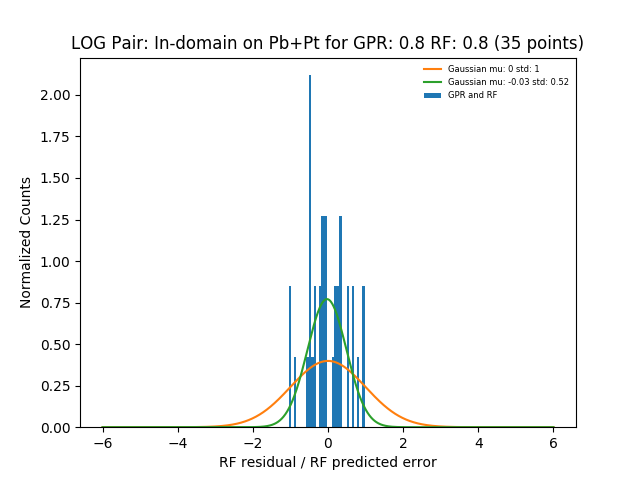 LOG Pair: In-domain on Pb+Pt for GPR: 0.8 RF: 0.8 (35 points)
Gaussian mu: 0 std: 1
Gaussian mu: -0.03 std: 0.52
GPR and RF
Normalized Counts
2.00
1.75
1.50
1.25
1.00
0.75
0.50
0.25
0.00
−6
−4
−2
0
2
4
6
RF residual / RF predicted error